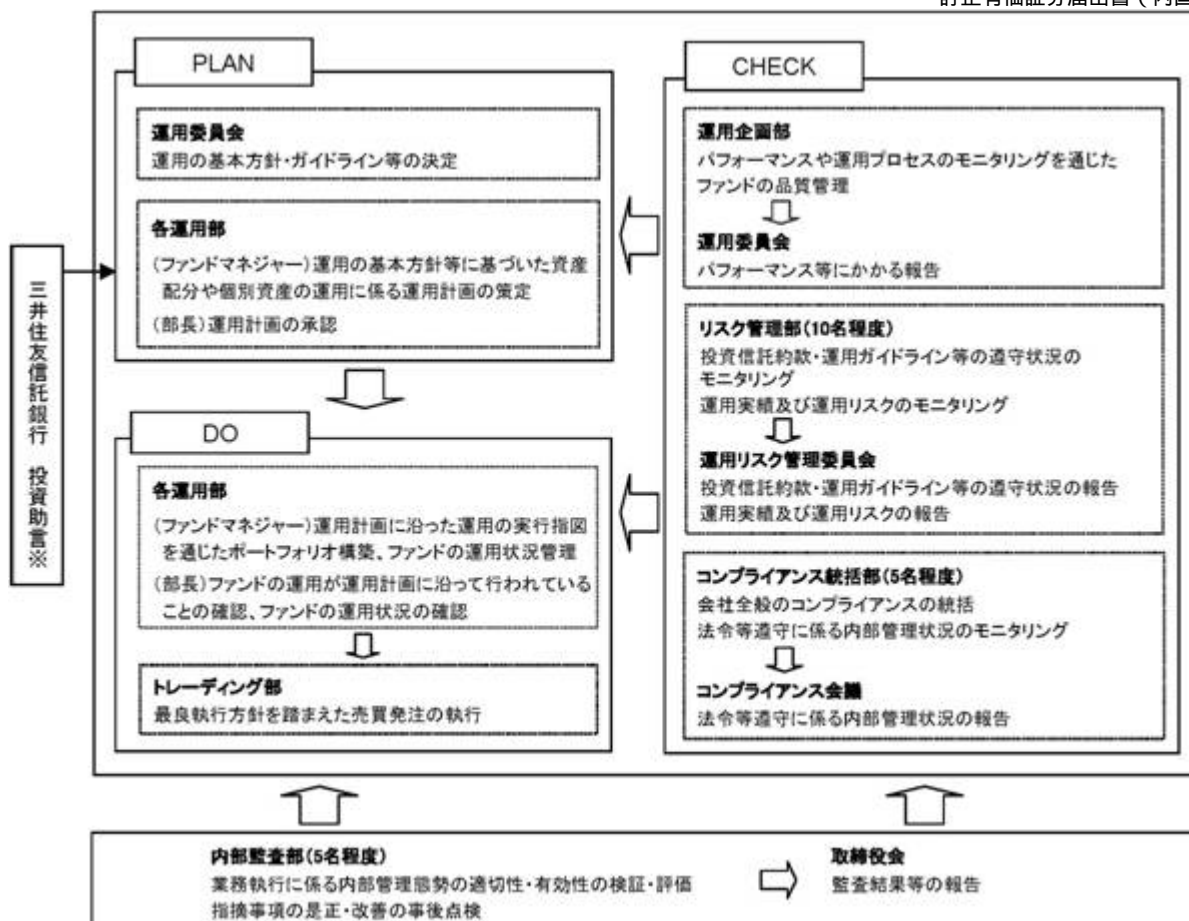 訂正有価証券届出書(内国
PLAN
運用委員会
運用の基本方針・ガイドライン等の決定
各運用部
(ファンドマネジャー)運用の基本方針等に基づいた資産
配分や個別資産の運用に係る運用計画の策定
(部長)運用計画の承認
三井住友信託銀行 投資助言※
DO
各運用部
(ファンドマネジャー)運用計画に沿った運用の実行指図
を通じたポートフォリオ構築、ファンドの運用状況管理
(部長)ファンドの運用が運用計画に沿って行われている
ことの確認、ファンドの運用状況の確認
トレーディング部
最良執行方針を踏まえた売買発注の執行
CHECK
運用企画部
パフォーマンスや運用プロセスのモニタリングを通じた
ファンドの品質管理
運用委員会
パフォーマンス等にかかる報告
リスク管理部(10名程度)
投資信託約款・運用ガイドライン等の遵守状況の
モニタリング
運用実績及び運用リスクのモニタリング
運用リスク管理委員会
投資信託約款・運用ガイドライン等の遵守状況の報告
運用実績及び運用リスクの報告
コンプライアンス統括部(5名程度)
会社全般のコンプライアンスの統括
法令等遵守に係る内部管理状況のモニタリング
コンプライアンス会議
法令等遵守に係る内部管理状況の報告
内部監査部(5名程度)
業務執行に係る内部管理態勢の適切性・有効性の検証・評価
指摘事項の是正・改善の事後点検
取締役会
監査結果等の報告